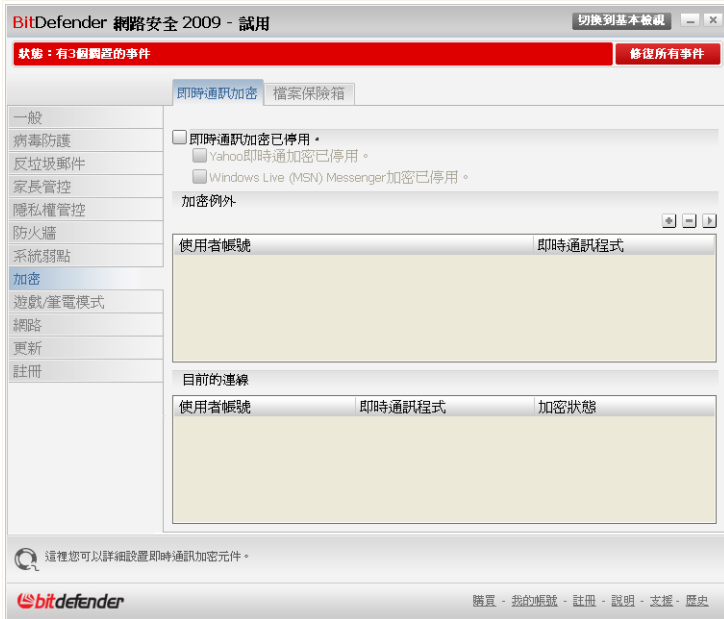 BitDefender 網路安全 2009 - 試用
切換到基本檢視
狀態：有3個擱置的事件
修復所有事件
即時通訊加密
檔案保險箱
一般
病毒防護
反垃圾郵件
家長管控
隱私權管控
防火牆
系統弱點
加密
遊戲/筆電模式
網路
更新
註冊
即時通訊加密已停用。
Yahoo即時通加密已停用。
Windows Live (MSN) Messenger加密已停用。
加密例外
使用者帳號 即時通訊程式
目前的連線
使用者帳號 即時通訊程式 加密狀態
這裡您可以詳細設置即時通訊加密元件。
bitdefender
購買 - 我的帳號 - 註冊 - 說明 - 支援 - 歷史